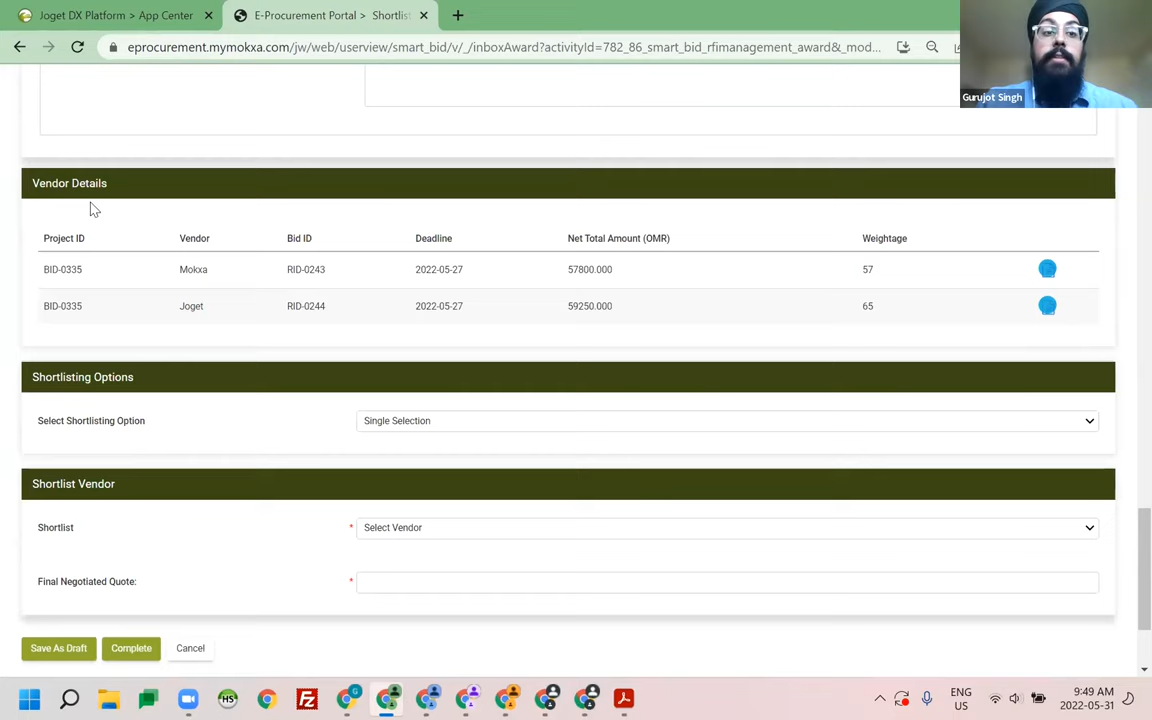 Joget DX Platform > App Center
E-Procurement Portal > Shortlist
eprocurement.mymokxa.com/jw/web/userview/smart_bid/v/_/inboxAward?activityId=782_86_smart_bid_rfimanagement_award&_mod...
Gurujot Singh
Vendor Details
Project ID Vendor Bid ID Deadline Net Total Amount (OMR) Weightage
BID-0335 Mokxa RID-0243 2022-05-27 57800.000 57
BID-0335 Joget RID-0244 2022-05-27 59250.000 65
Shortlisting Options
Select Shortlisting Option Single Selection
Shortlist Vendor
Shortlist * Select Vendor
Final Negotiated Quote: *
Save As Draft Complete Cancel
G
HS
ENG
US
9:49 AM
2022-05-31